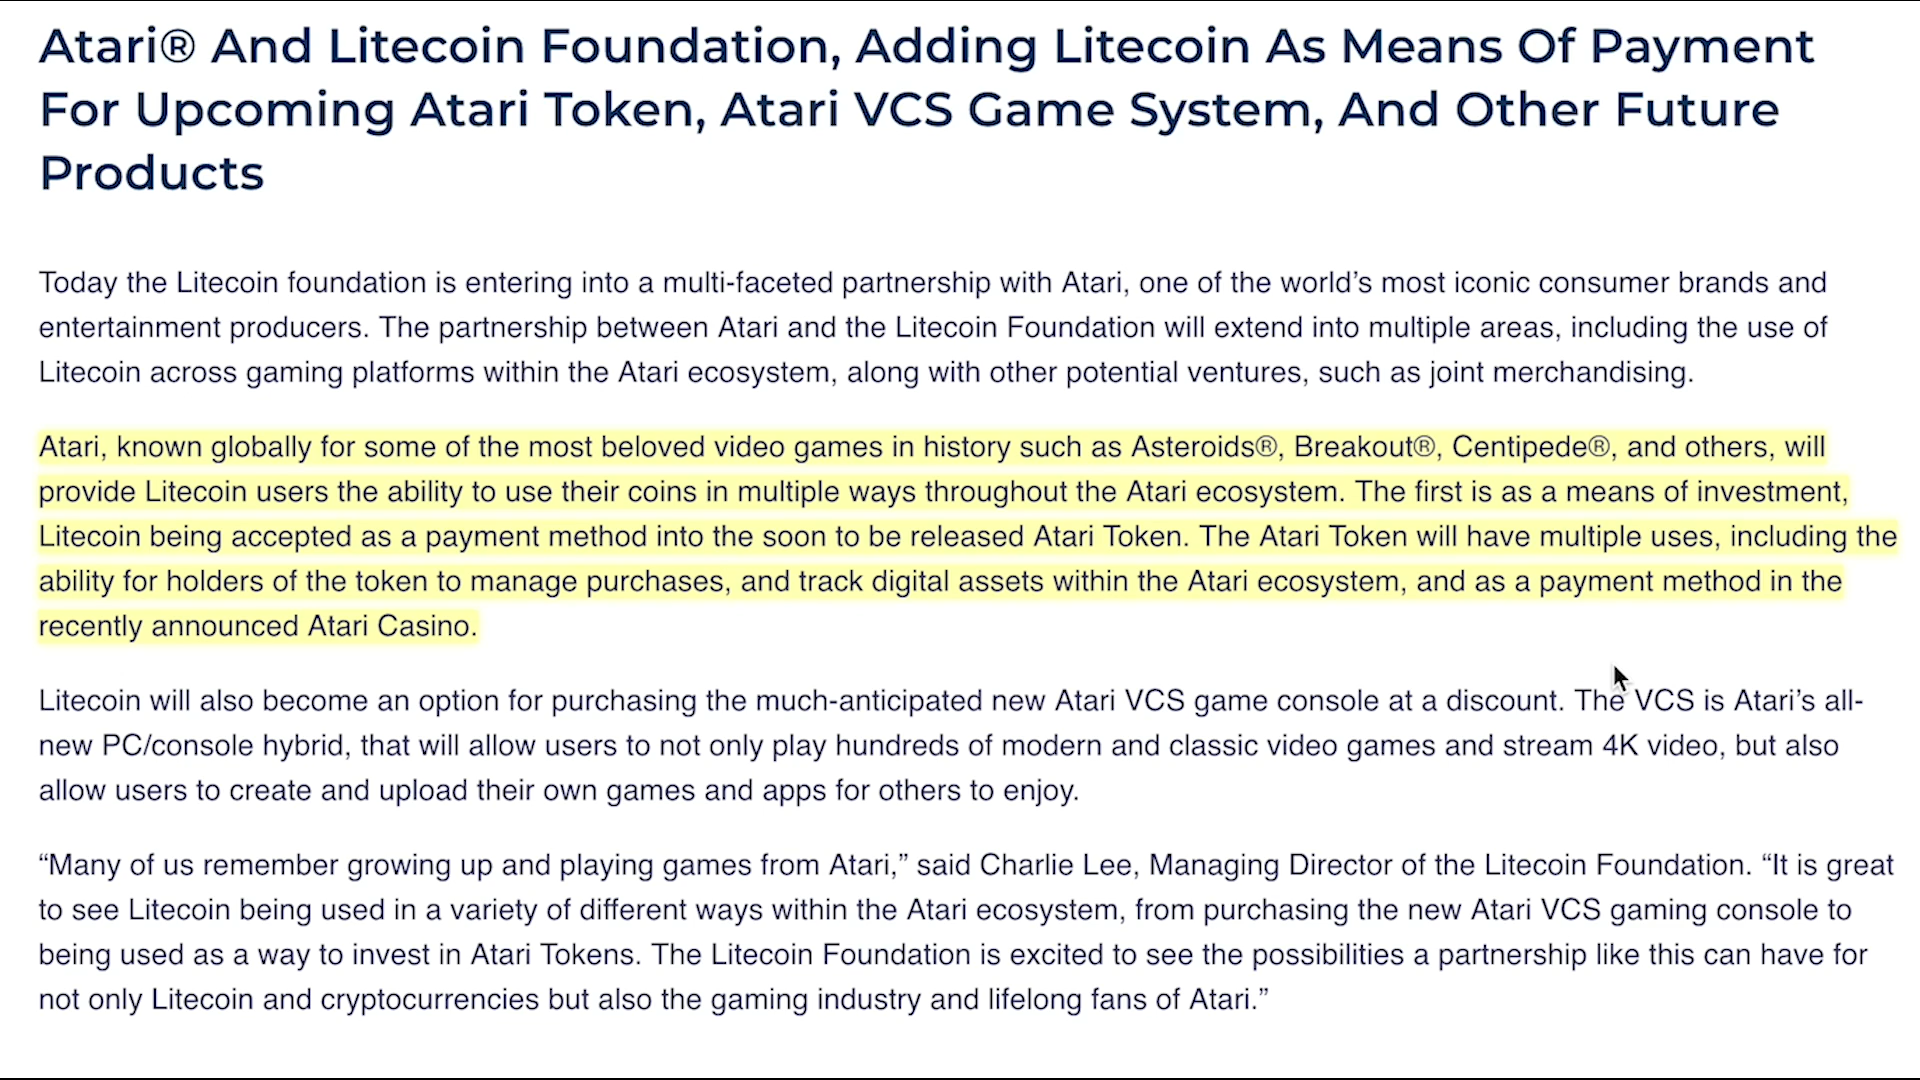 Atari® And Litecoin Foundation, Adding Litecoin As Means Of Payment
For Upcoming Atari Token, Atari VCS Game System, And Other Future
Products
Today the Litecoin foundation is entering into a multi-faceted partnership with Atari, one of the world’s most iconic consumer brands and
entertainment producers. The partnership between Atari and the Litecoin Foundation will extend into multiple areas, including the use of
Litecoin across gaming platforms within the Atari ecosystem, along with other potential ventures, such as joint merchandising.
Atari, known globally for some of the most beloved video games in history such as Asteroids®, Breakout®, Centipede®, and others, will
provide Litecoin users the ability to use their coins in multiple ways throughout the Atari ecosystem. The first is as a means of investment,
Litecoin being accepted as a payment method into the soon to be released Atari Token. The Atari Token will have multiple uses, including the
ability for holders of the token to manage purchases, and track digital assets within the Atari ecosystem, and as a payment method in the
recently announced Atari Casino.
Litecoin will also become an option for purchasing the much-anticipated new Atari VCS game console at a discount. The VCS is Atari’s all-
new PC/console hybrid, that will allow users to not only play hundreds of modern and classic video games and stream 4K video, but also
allow users to create and upload their own games and apps for others to enjoy.
“Many of us remember growing up and playing games from Atari,” said Charlie Lee, Managing Director of the Litecoin Foundation. “It is great
to see Litecoin being used in a variety of different ways within the Atari ecosystem, from purchasing the new Atari VCS gaming console to
being used as a way to invest in Atari Tokens. The Litecoin Foundation is excited to see the possibilities a partnership like this can have for
not only Litecoin and cryptocurrencies but also the gaming industry and lifelong fans of Atari.”